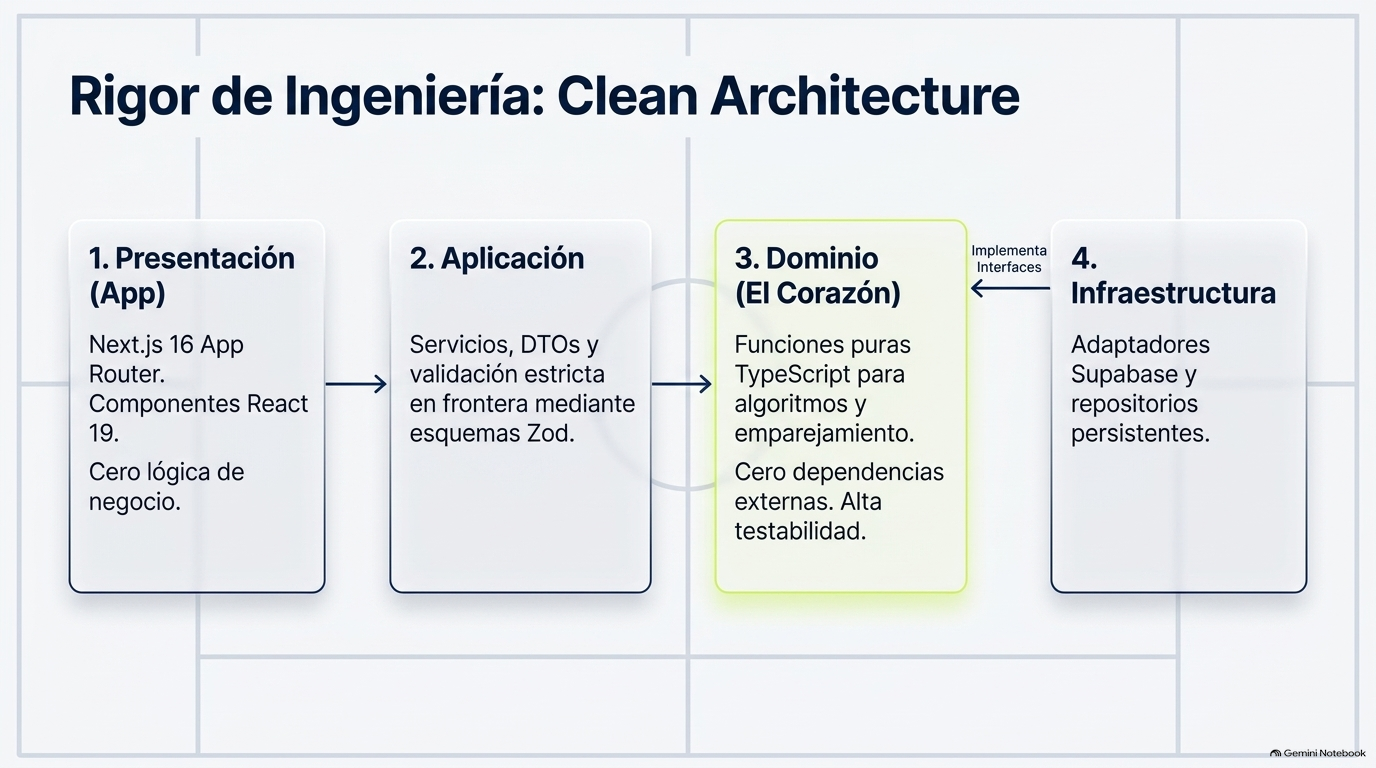 Rigor de Ingeniería: Clean Architecture
1. Presentación
(App)
Next.js 16 App
Router.
Componentes React
19.
Cero lógica de
negocio.
2. Aplicación
Servicios, DTOs y
validación estricta
en frontera mediante
esquemas Zod.
3. Dominio
(El Corazón)
Funciones puras
TypeScript para
algoritmos y
emparejamiento.
Cero dependencias
externas. Alta
testabilidad.
Implementa
Interfaces
4.
Infraestructura
Adaptadores
Supabase y
repositorios
persistentes.
Gemini Notebook